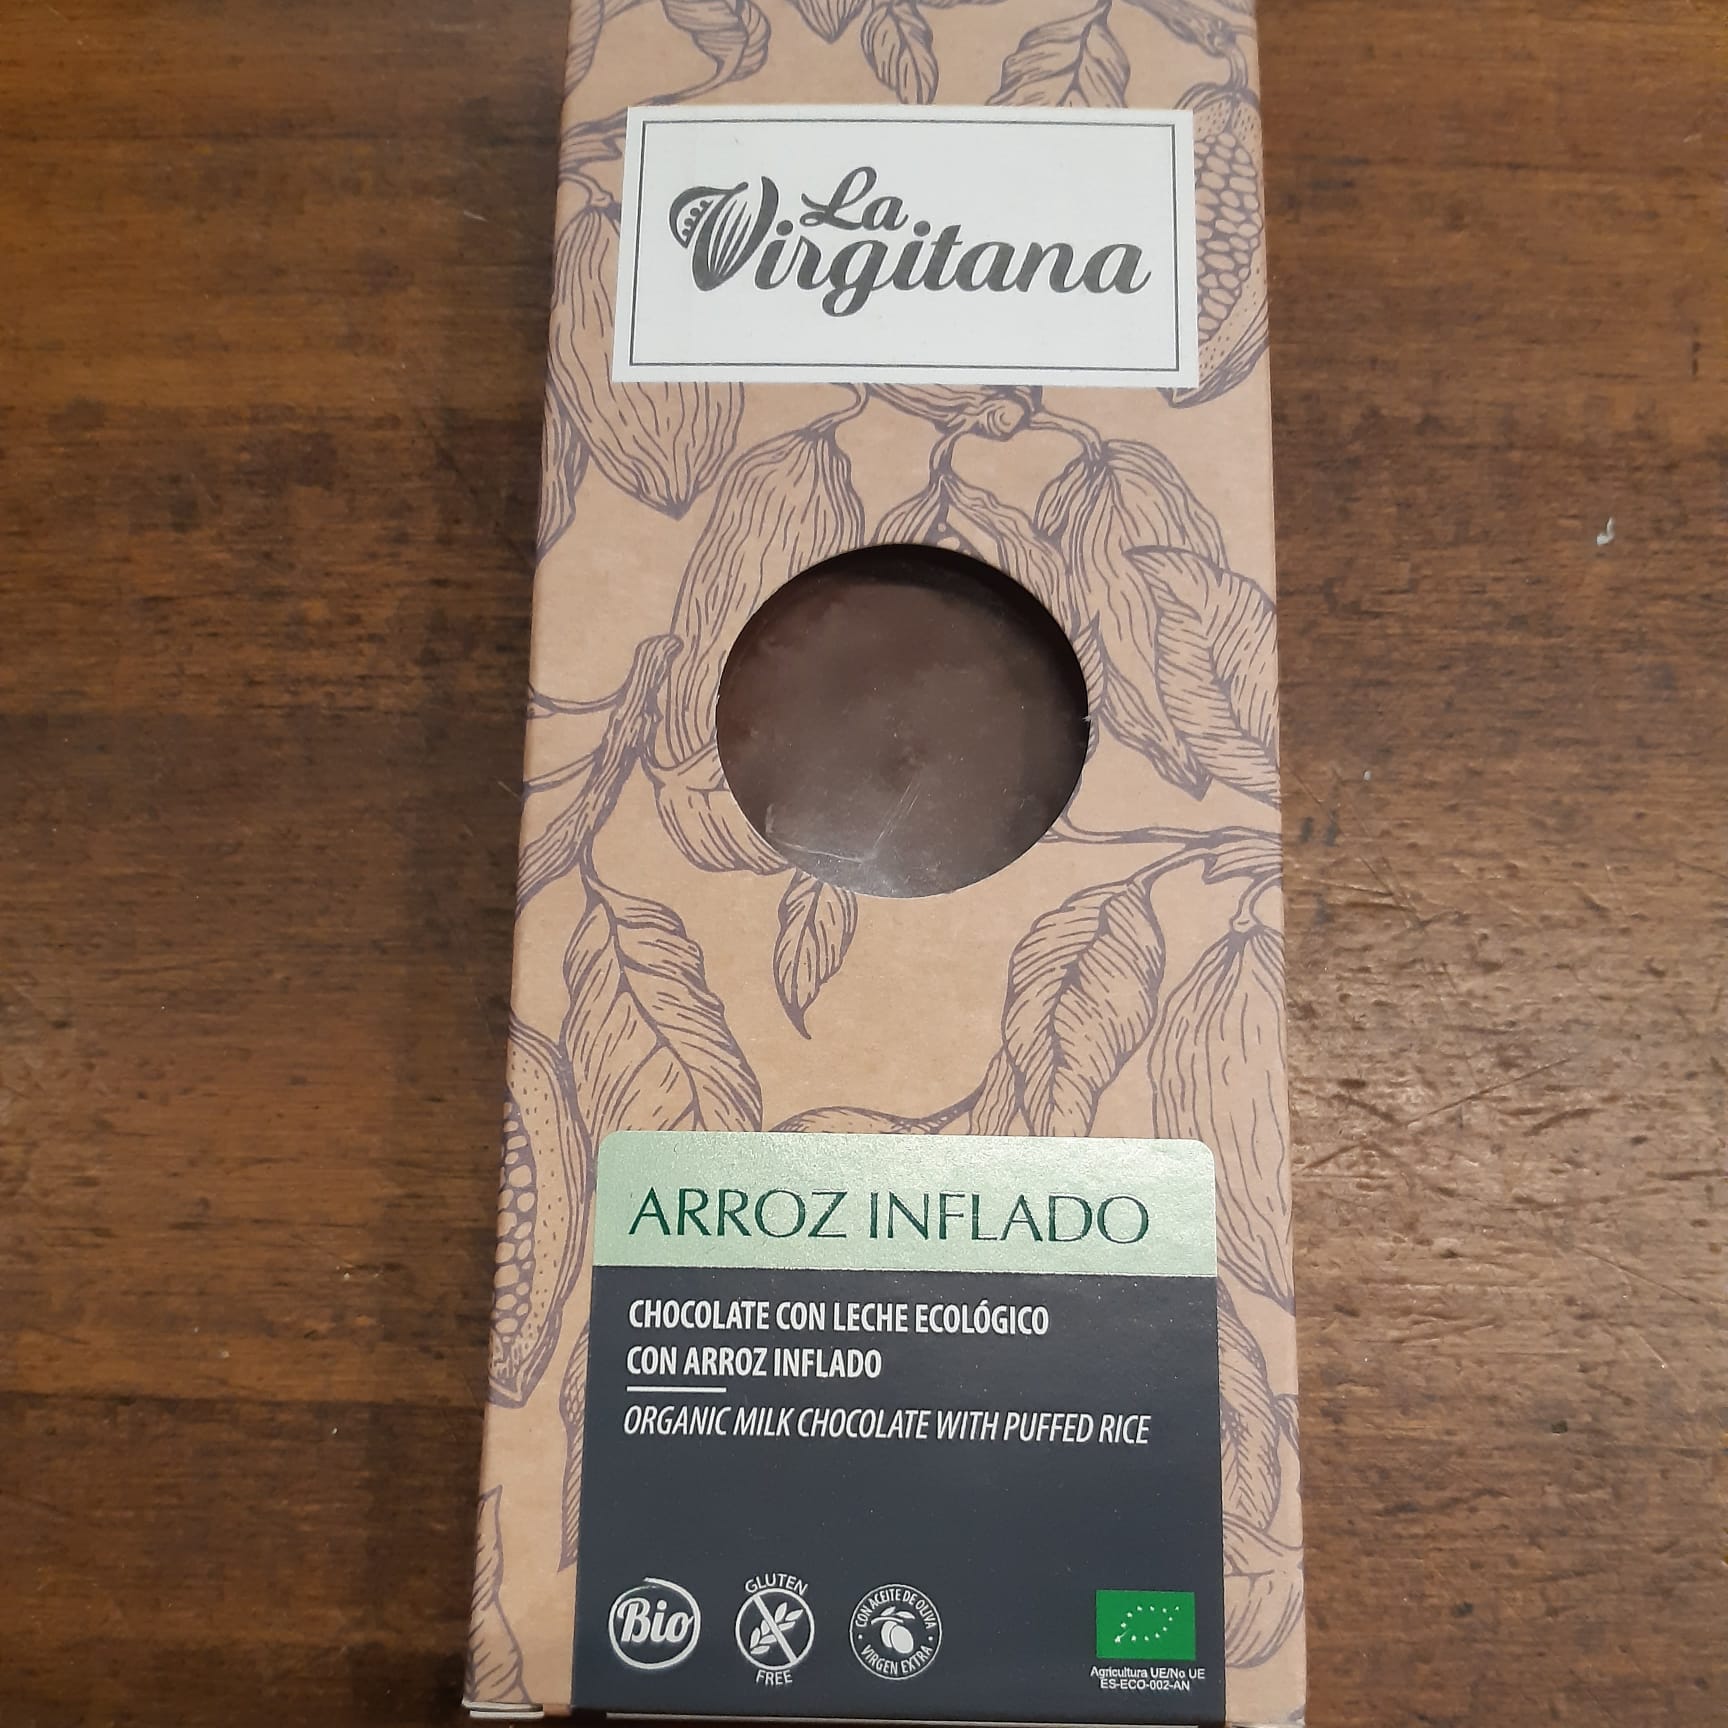 La
Virgitana
ARROZ INFLADO
CHOCOLATE CON LECHE ECOLÓGICO
CON ARROZ INFLADO
ORGANIC MILK CHOCOLATE WITH PUFFED RICE
Bio
GLUTEN
FREE
CON ACEITE DE OLIVA
VIRGEN EXTRA
Agricultura UE/No UE
ES-ECO-002-AN